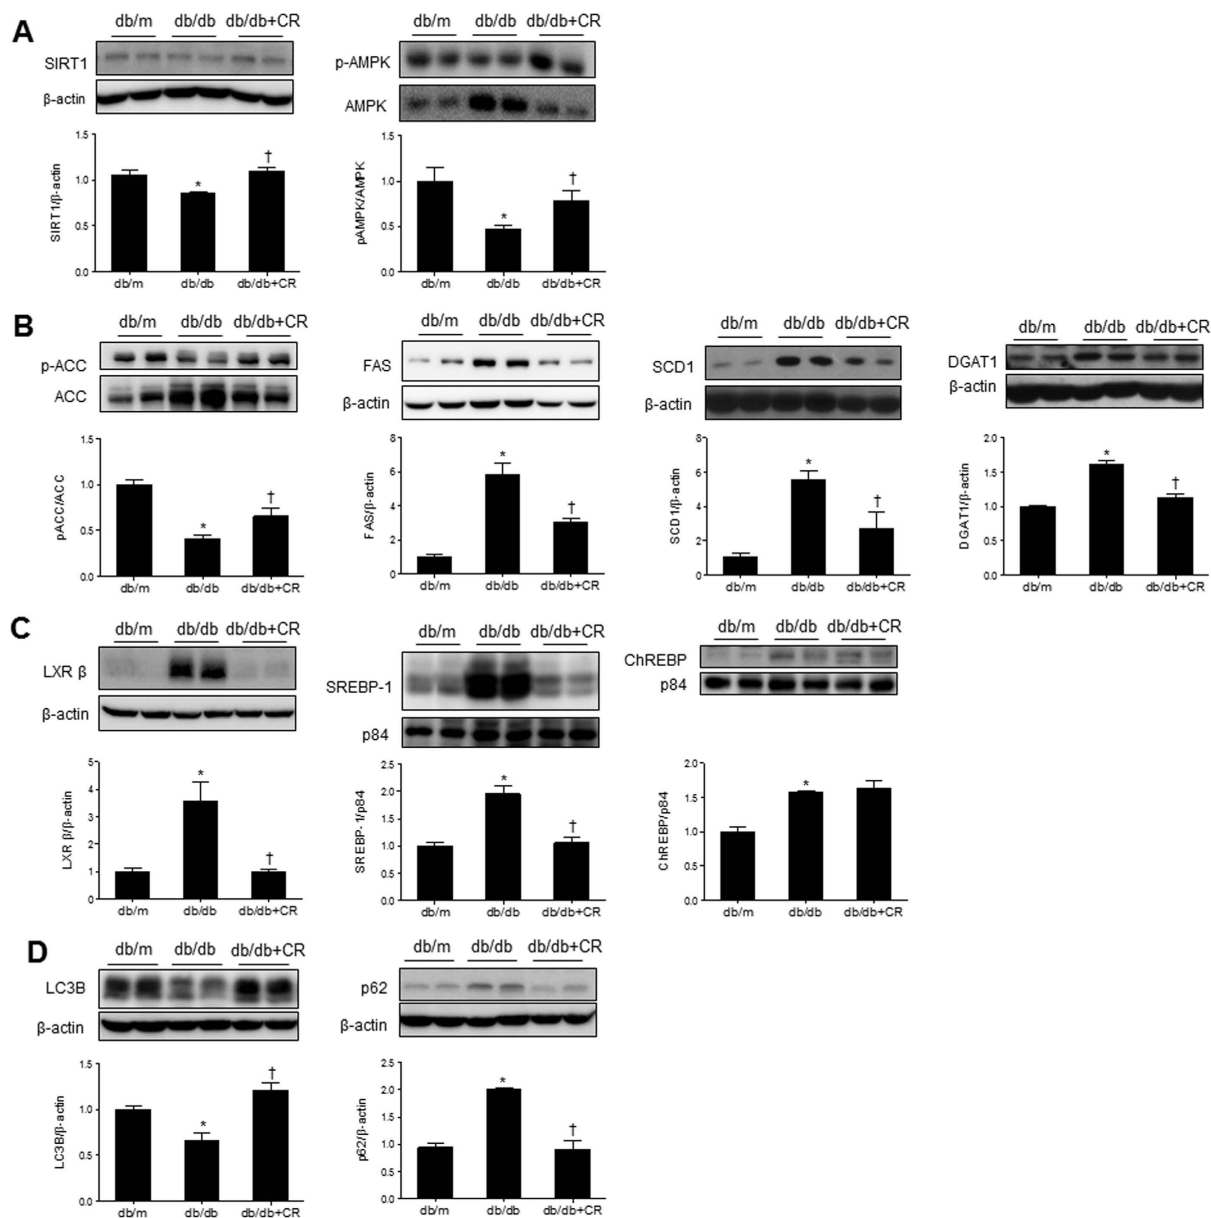 A
db/m db/db db/db+CR
SIRT1
β-actin
SIRT1/β-actin
1.5
1.0
0.5
0.0
*
†
db/m db/db db/db+CR
db/m db/db db/db+CR
p-AMPK
AMPK
pAMPK/AMPK
1.5
1.0
0.5
0.0
*
†
db/m db/db db/db+CR
B
db/m db/db db/db+CR
p-ACC
ACC
pACC/ACC
1.5
1.0
0.5
0.0
*
†
db/m db/db db/db+CR
db/m db/db db/db+CR
FAS
β-actin
FAS/β-actin
8
6
4
2
0
*
†
db/m db/db db/db+CR
db/m db/db db/db+CR
SCD1
β-actin
SCD1/β-actin
8
6
4
2
0
*
†
db/m db/db db/db+CR
db/m db/db db/db+CR
DGAT1
β-actin
DGAT1/β-actin
2.0
1.5
1.0
0.5
0.0
*
†
db/m db/db db/db+CR
C
db/m db/db db/db+CR
LXR β
β-actin
LXR β/β-actin
5
4
3
2
1
0
*
†
db/m db/db db/db+CR
db/m db/db db/db+CR
SREBP-1
p84
SREBP-1/p84
2.5
2.0
1.5
1.0
0.5
0.0
*
†
db/m db/db db/db+CR
db/m db/db db/db+CR
ChREBP
p84
ChREBP/p84
2.0
1.5
1.0
0.5
0.0
*
db/m db/db db/db+CR
D
db/m db/db db/db+CR
LC3B
β-actin
LC3B/β-actin
1.5
1.0
0.5
0.0
*
†
db/m db/db db/db+CR
db/m db/db db/db+CR
p62
β-actin
p62/β-actin
2.5
2.0
1.5
1.0
0.5
0.0
*
†
db/m db/db db/db+CR